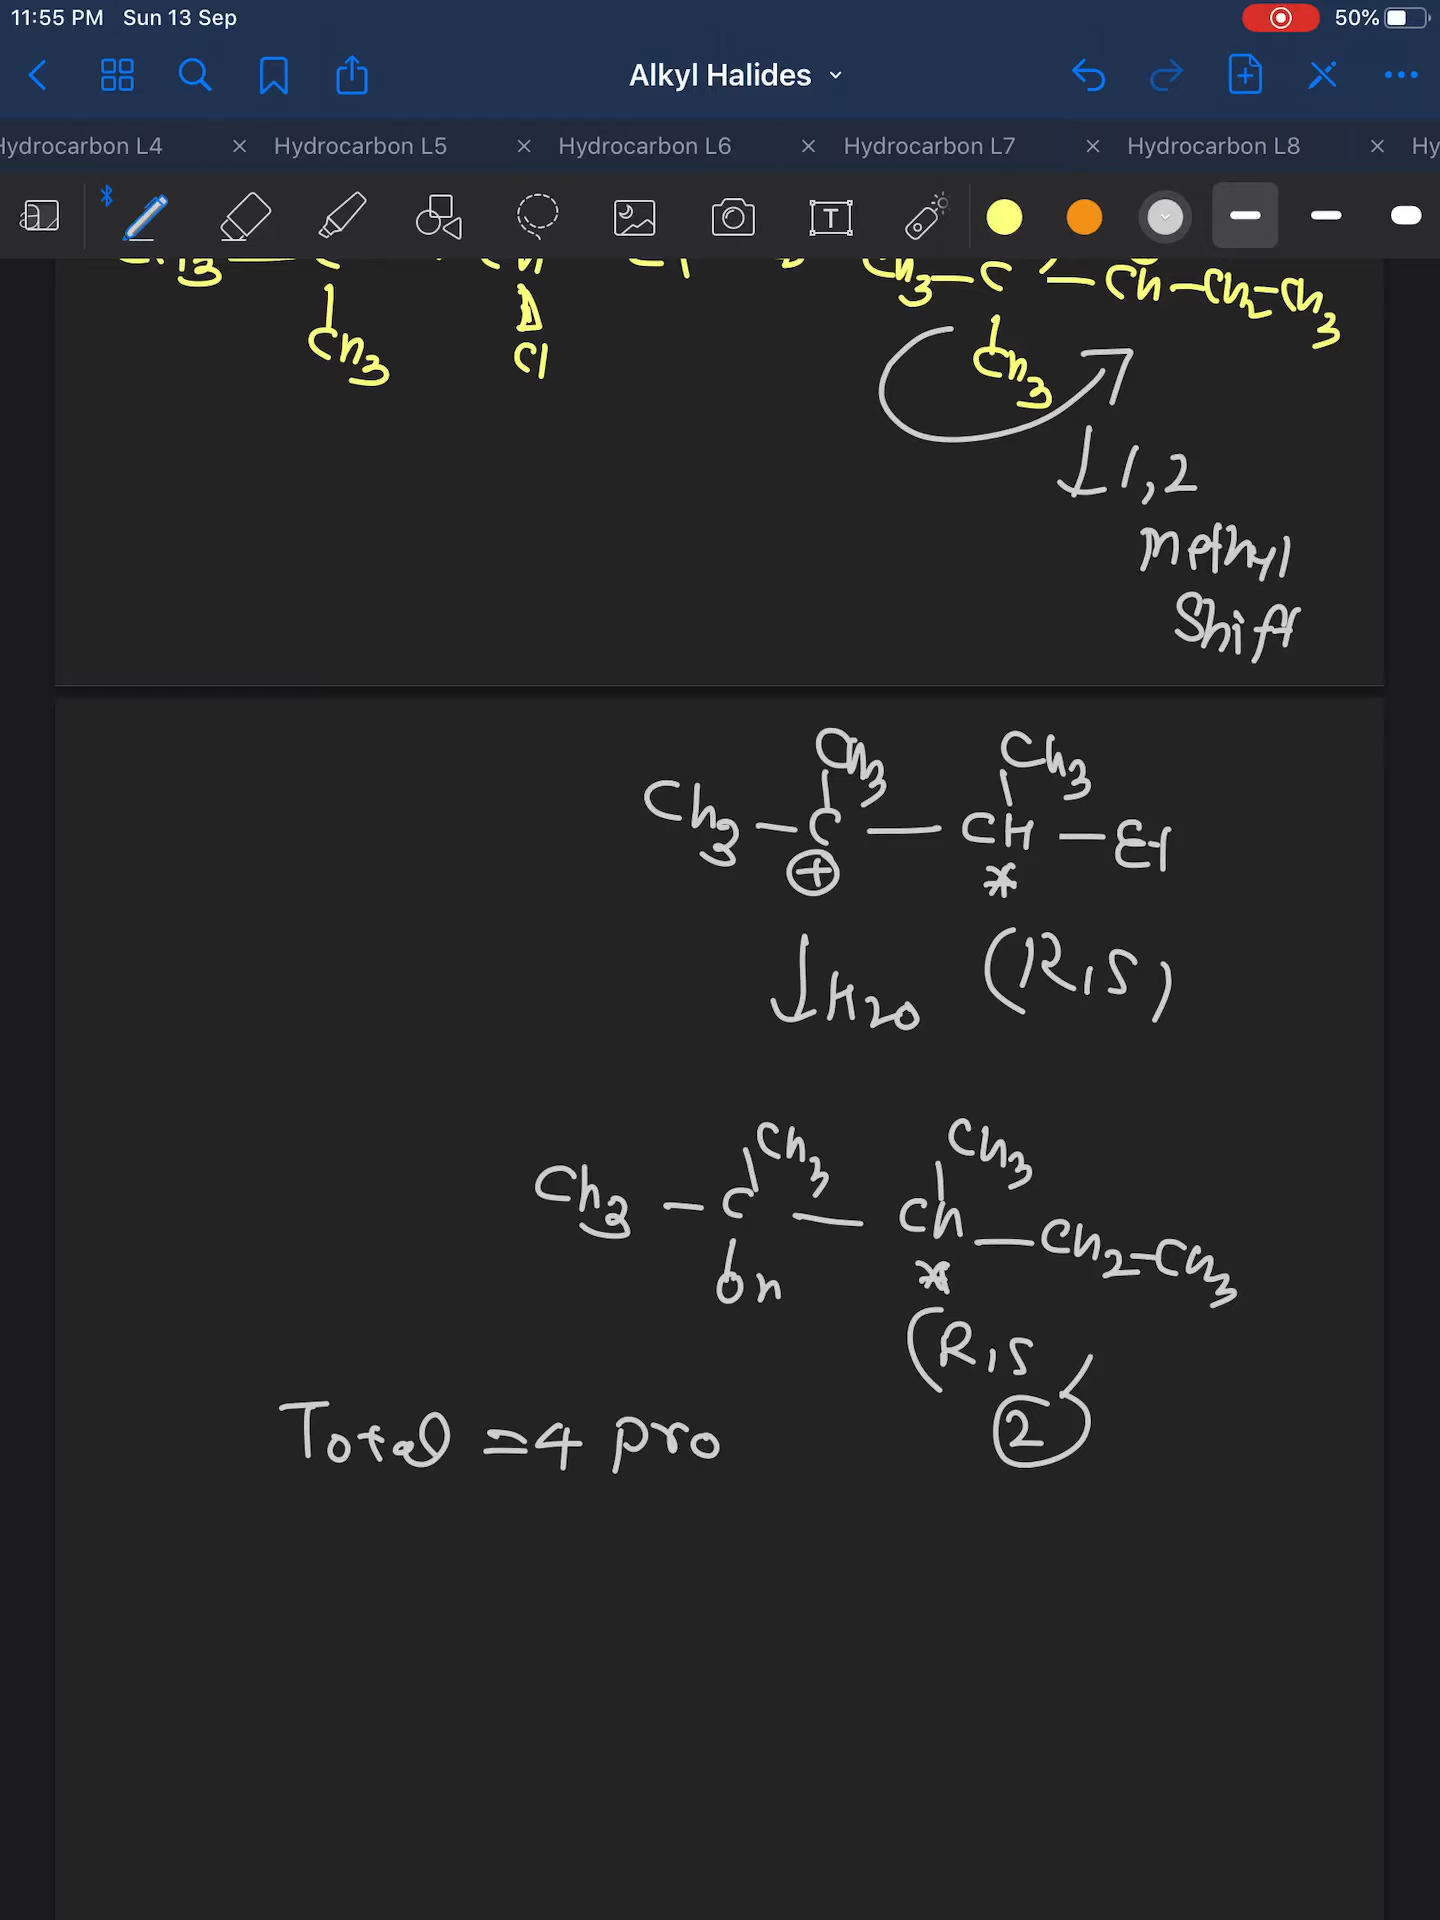 11:55 PM Sun 13 Sep 50%
Alkyl Halides
Hydrocarbon L4 × Hydrocarbon L5 × Hydrocarbon L6 × Hydrocarbon L7 × Hydrocarbon L8 × Hy
T
CH3 — C — CH — CH2 — CH3
CH3 Cl CH3
↓ 1,2
Methyl
Shift
CH3 CH3
CH3 — C — CH — Et
⊕ *
↓ H2O (R,S)
CH3 CH3
CH3 — C — CH — CH2 — CH3
OH *
(R,S)
Total = 4 pro 2